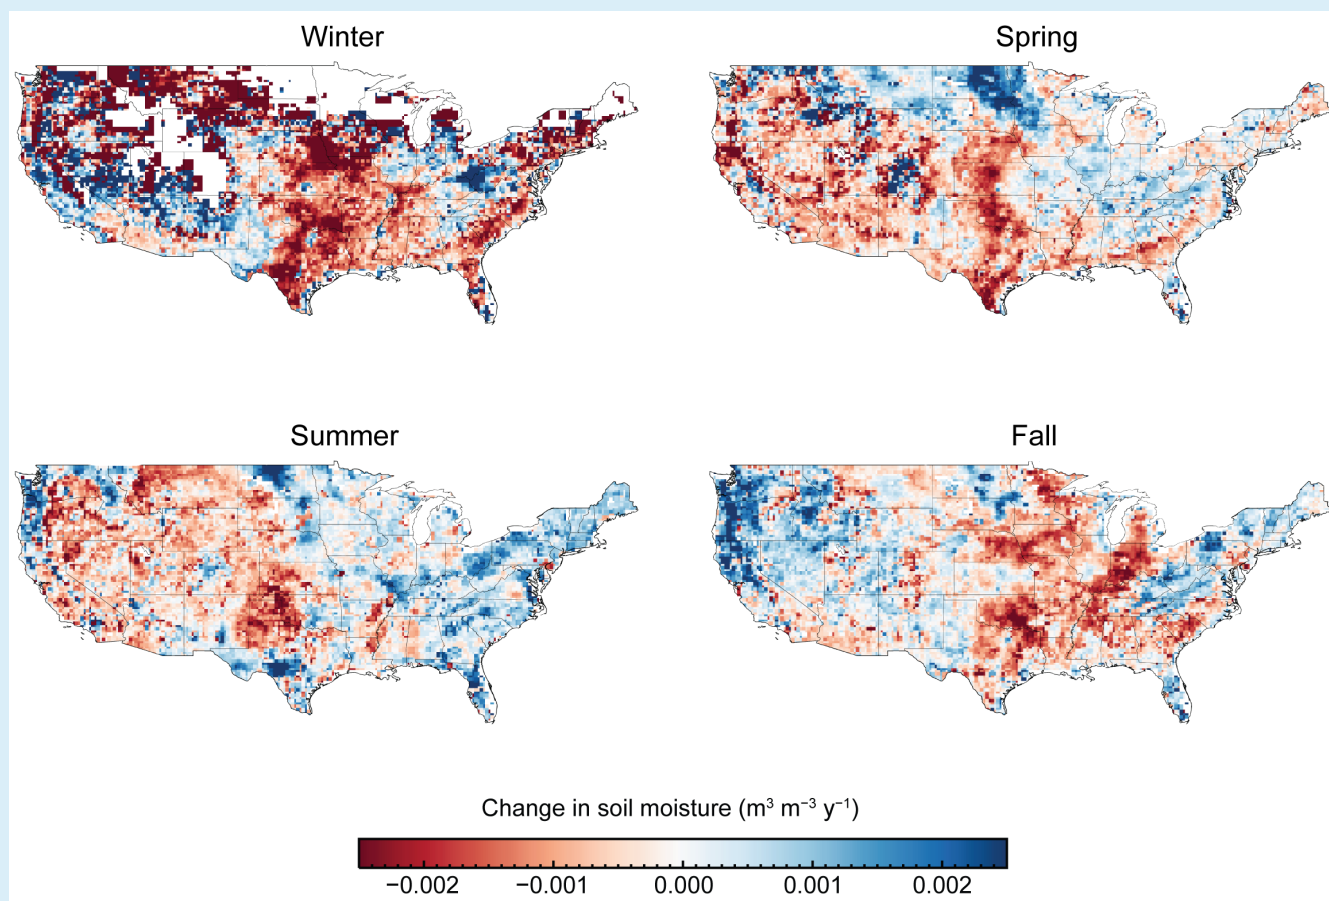 Winter
Spring
Summer
Fall
Change in soil moisture (m³ m⁻³ y⁻¹)
−0.002 −0.001 0.000 0.001 0.002